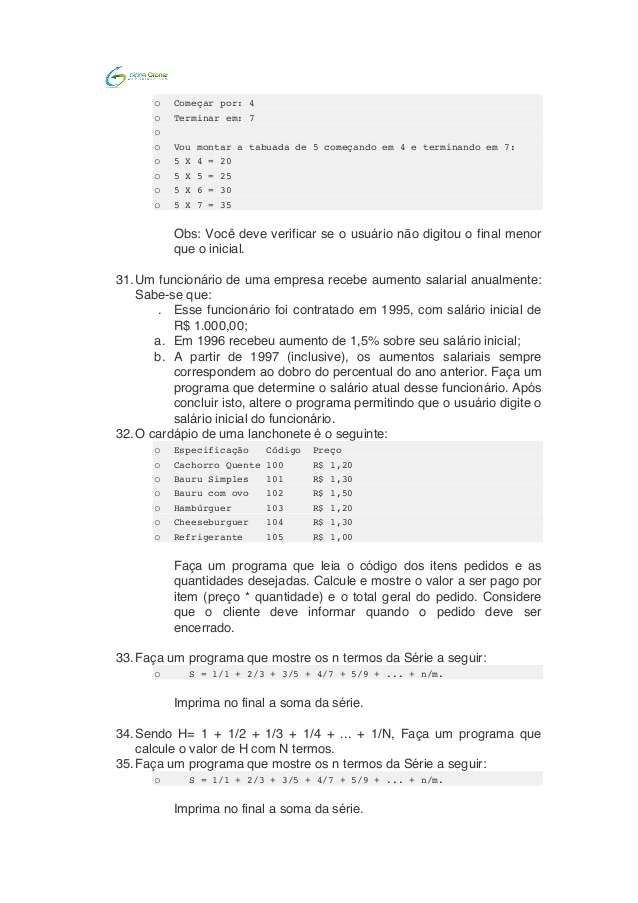 o Começar por: 4
o Terminar em: 7
o
o Vou montar a tabuada de 5 começando em 4 e terminando em 7:
o 5 X 4 = 20
o 5 X 5 = 25
o 5 X 6 = 30
o 5 X 7 = 35
Obs: Você deve verificar se o usuário não digitou o final menor
que o inicial.
31. Um funcionário de uma empresa recebe aumento salarial anualmente:
Sabe-se que:
. Esse funcionário foi contratado em 1995, com salário inicial de
R$ 1.000,00;
a. Em 1996 recebeu aumento de 1,5% sobre seu salário inicial;
b. A partir de 1997 (inclusive), os aumentos salariais sempre
correspondem ao dobro do percentual do ano anterior. Faça um
programa que determine o salário atual desse funcionário. Após
concluir isto, altere o programa permitindo que o usuário digite o
salário inicial do funcionário.
32. O cardápio de uma lanchonete é o seguinte:
o Especificação Código Preço
o Cachorro Quente 100 R$ 1,20
o Bauru Simples 101 R$ 1,30
o Bauru com ovo 102 R$ 1,50
o Hambúrguer 103 R$ 1,20
o Cheeseburguer 104 R$ 1,30
o Refrigerante 105 R$ 1,00
Faça um programa que leia o código dos itens pedidos e as
quantidades desejadas. Calcule e mostre o valor a ser pago por
item (preço * quantidade) e o total geral do pedido. Considere
que o cliente deve informar quando o pedido deve ser
encerrado.
33. Faça um programa que mostre os n termos da Série a seguir:
o S = 1/1 + 2/3 + 3/5 + 4/7 + 5/9 + ... + n/m.
Imprima no final a soma da série.
34. Sendo H= 1 + 1/2 + 1/3 + 1/4 + ... + 1/N, Faça um programa que
calcule o valor de H com N termos.
35. Faça um programa que mostre os n termos da Série a seguir:
o S = 1/1 + 2/3 + 3/5 + 4/7 + 5/9 + ... + n/m.
Imprima no final a soma da série.